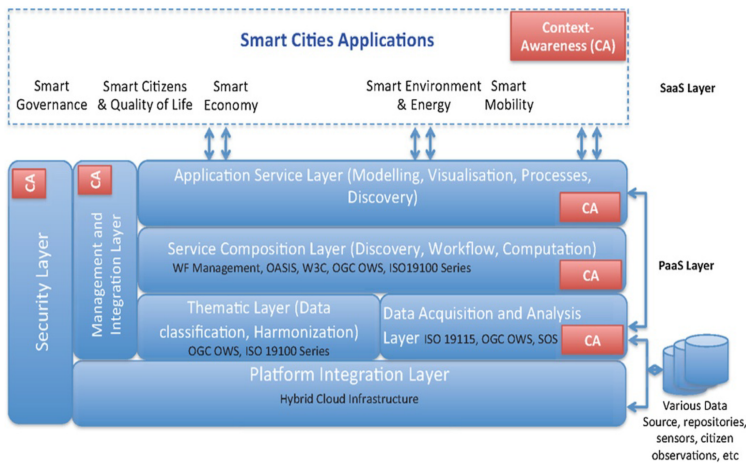 Smart Cities Applications
Context-
Awareness (CA)
Smart
Governance
Smart Citizens
& Quality of Life
Smart
Economy
Smart Environment
& Energy
Smart
Mobility
SaaS Layer
CA
Security Layer
CA
Management and
Integration Layer
Application Service Layer (Modelling, Visualisation, Processes,
Discovery)
CA
Service Composition Layer (Discovery, Workflow, Computation)
WF Management, OASIS, W3C, OGC OWS, ISO19100 Series
CA
PaaS Layer
Thematic Layer (Data
classification, Harmonization)
OGC OWS, ISO 19100 Series
Data Acquisition and Analysis
Layer ISO 19115, OGC OWS, SOS
CA
Platform Integration Layer
Hybrid Cloud Infrastructure
Various Data
Source, repositories,
sensors, citizen
observations, etc